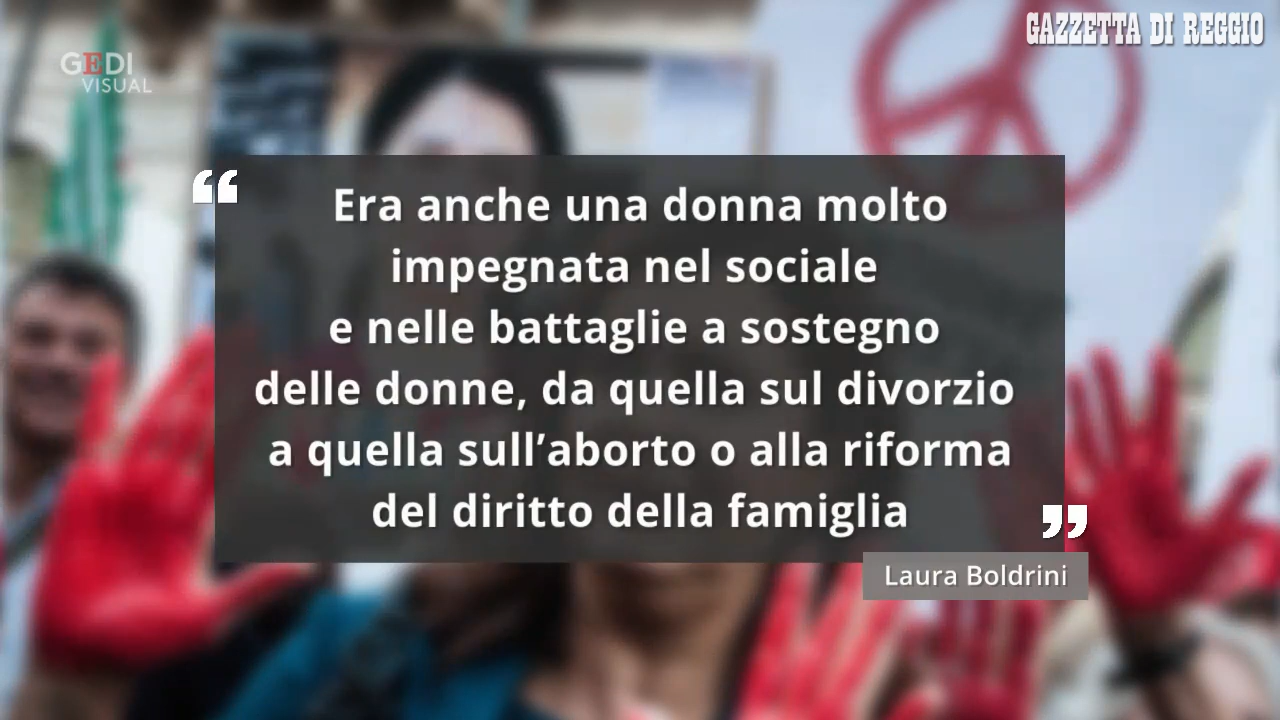 GAZZETTA DI REGGIO
GEDI
VISUAL
“
Era anche una donna molto
impegnata nel sociale
e nelle battaglie a sostegno
delle donne, da quella sul divorzio
a quella sull’aborto o alla riforma
del diritto della famiglia
”
Laura Boldrini